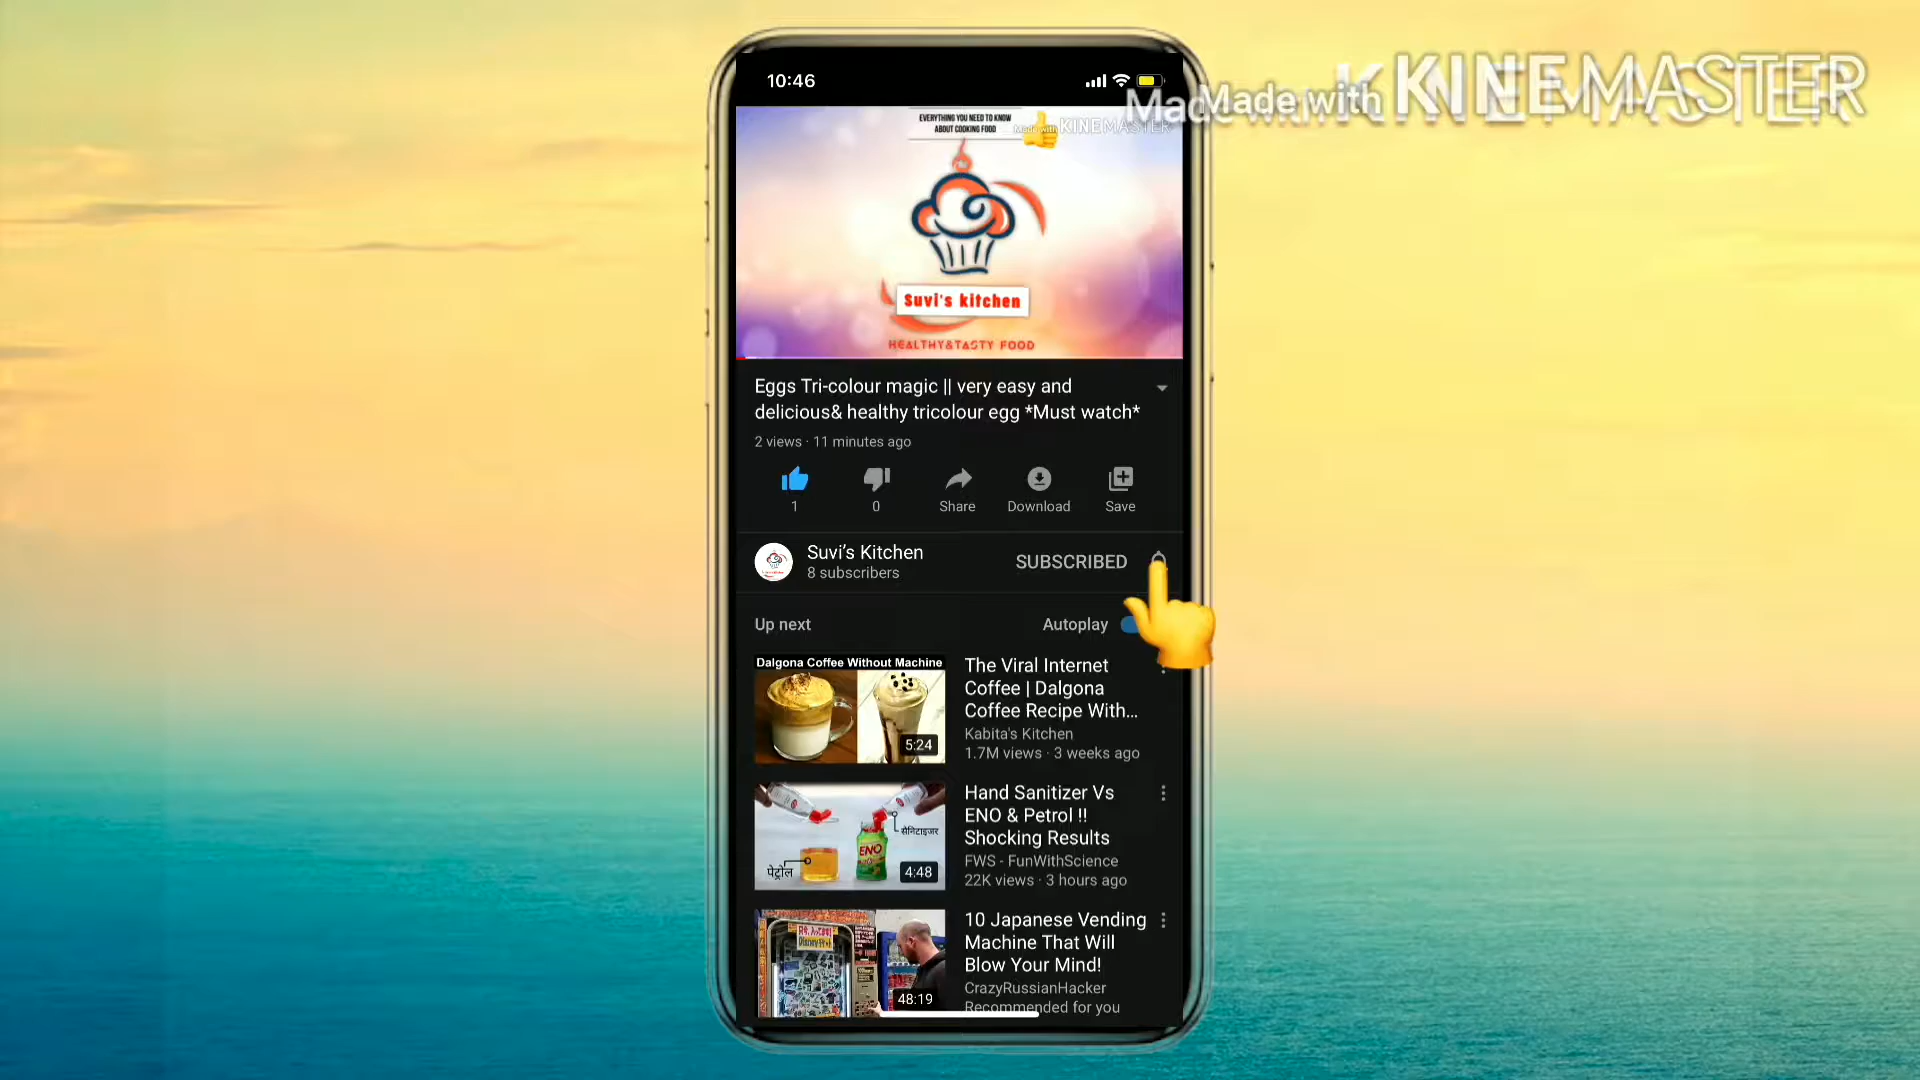 10:46
Made with KINEMASTER
EVERYTHING YOU NEED TO KNOW
ABOUT COOKING FOOD
Made with KINEMASTER
Suvi's kitchen
HEALTHY&TASTY FOOD
Eggs Tri-colour magic || very easy and
delicious& healthy tricolour egg *Must watch*
2 views · 11 minutes ago
1
0
Share
Download
Save
Suvi’s Kitchen
8 subscribers
SUBSCRIBED
Up next
Autoplay
Dalgona Coffee Without Machine
5:24
The Viral Internet
Coffee | Dalgona
Coffee Recipe With...
Kabita's Kitchen
1.7M views · 3 weeks ago
सैनिटाइजर
ENO
पेट्रोल
4:48
Hand Sanitizer Vs
ENO & Petrol !!
Shocking Results
FWS - FunWithScience
22K views · 3 hours ago
48:19
10 Japanese Vending
Machine That Will
Blow Your Mind!
CrazyRussianHacker
Recommended for you